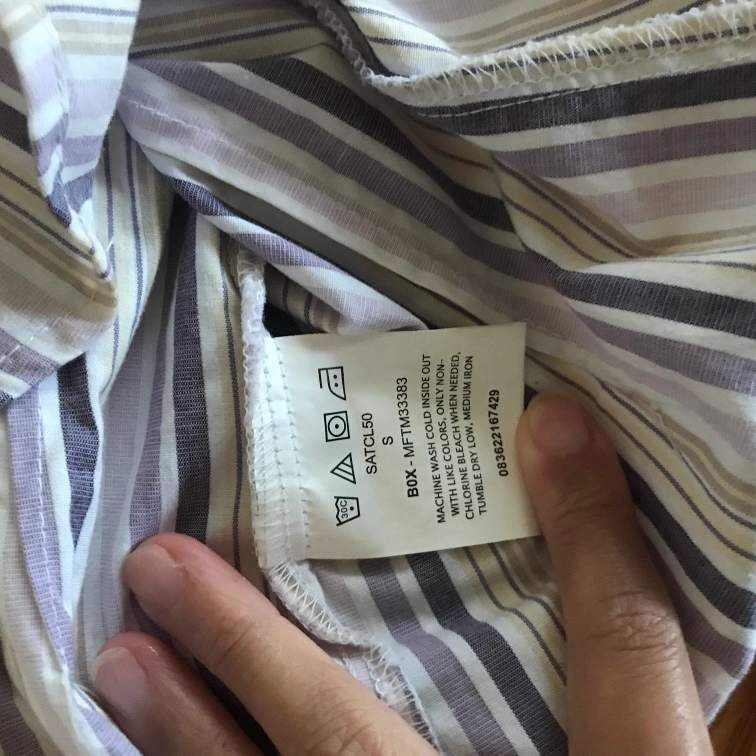 30C
SATCL50
S
B0X - MFTM33383
MACHINE WASH COLD INSIDE OUT
WITH LIKE COLORS, ONLY NON-
CHLORINE BLEACH WHEN NEEDED,
TUMBLE DRY LOW, MEDIUM IRON
083622167429